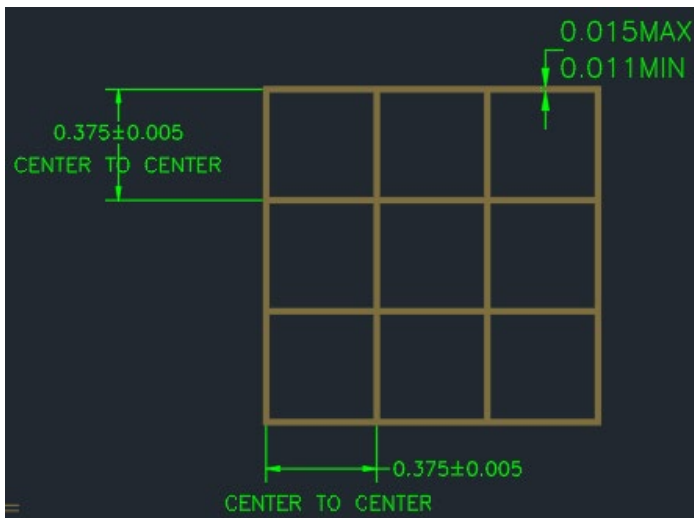 0.015MAX
0.011MIN
0.375±0.005
CENTER TO CENTER
0.375±0.005
CENTER TO CENTER